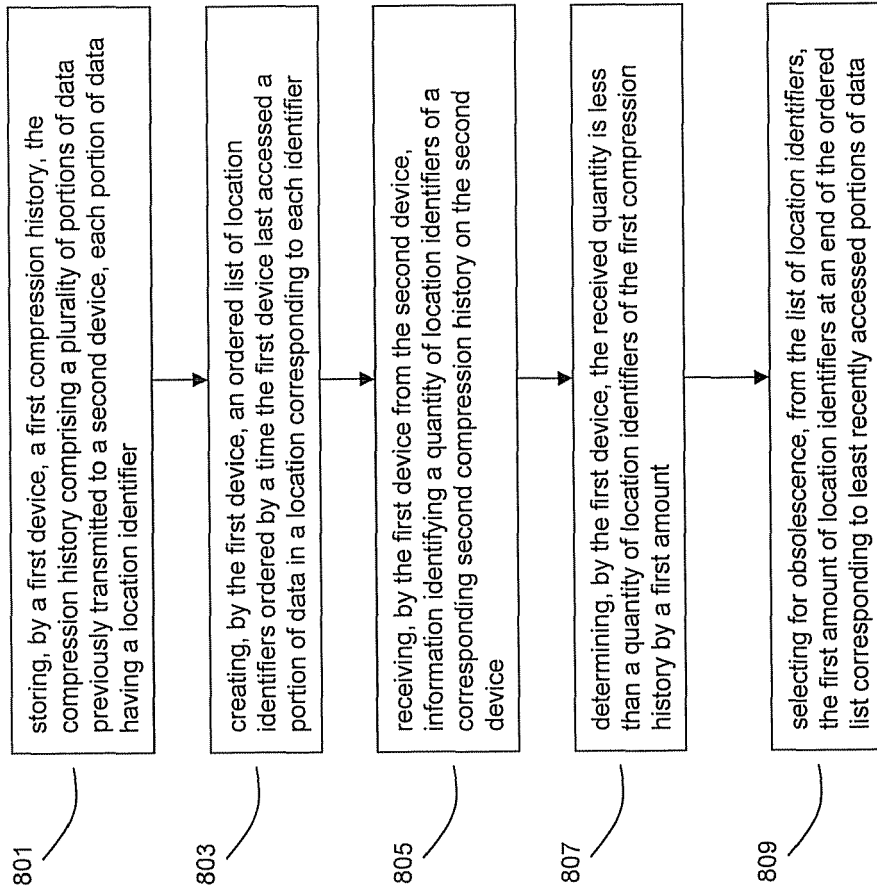 801
storing, by a first device, a first compression history, the
compression history comprising a plurality of portions of data
previously transmitted to a second device, each portion of data
having a location identifier
803
creating, by the first device, an ordered list of location
identifiers ordered by a time the first device last accessed a
portion of data in a location corresponding to each identifier
805
receiving, by the first device from the second device,
information identifying a quantity of location identifiers of a
corresponding second compression history on the second
device
807
determining, by the first device, the received quantity is less
than a quantity of location identifiers of the first compression
history by a first amount
809
selecting for obsolescence, from the list of location identifiers,
the first amount of location identifiers at an end of the ordered
list corresponding to least recently accessed portions of data